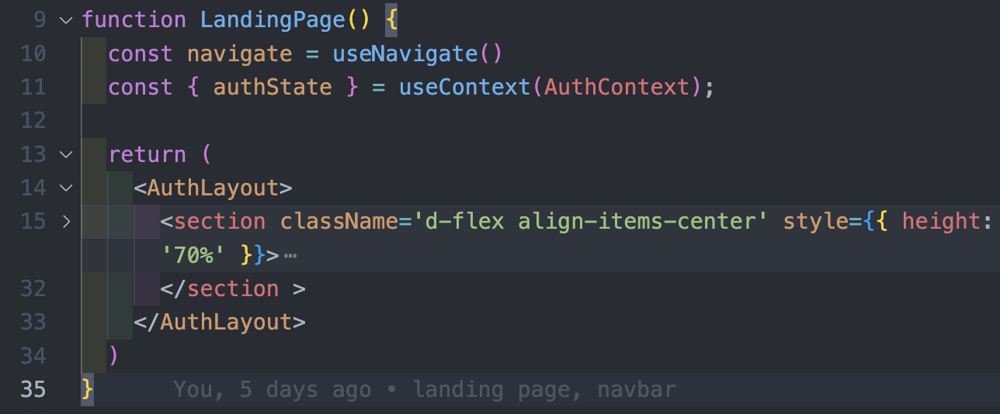 9 function LandingPage() {
10 const navigate = useNavigate()
11 const { authState } = useContext(AuthContext);
12
13 return (
14 <AuthLayout>
15 <section className='d-flex align-items-center' style={{ height:
'70%' }}>⋯
32 </section >
33 </AuthLayout>
34 )
35 } You, 5 days ago • landing page, navbar